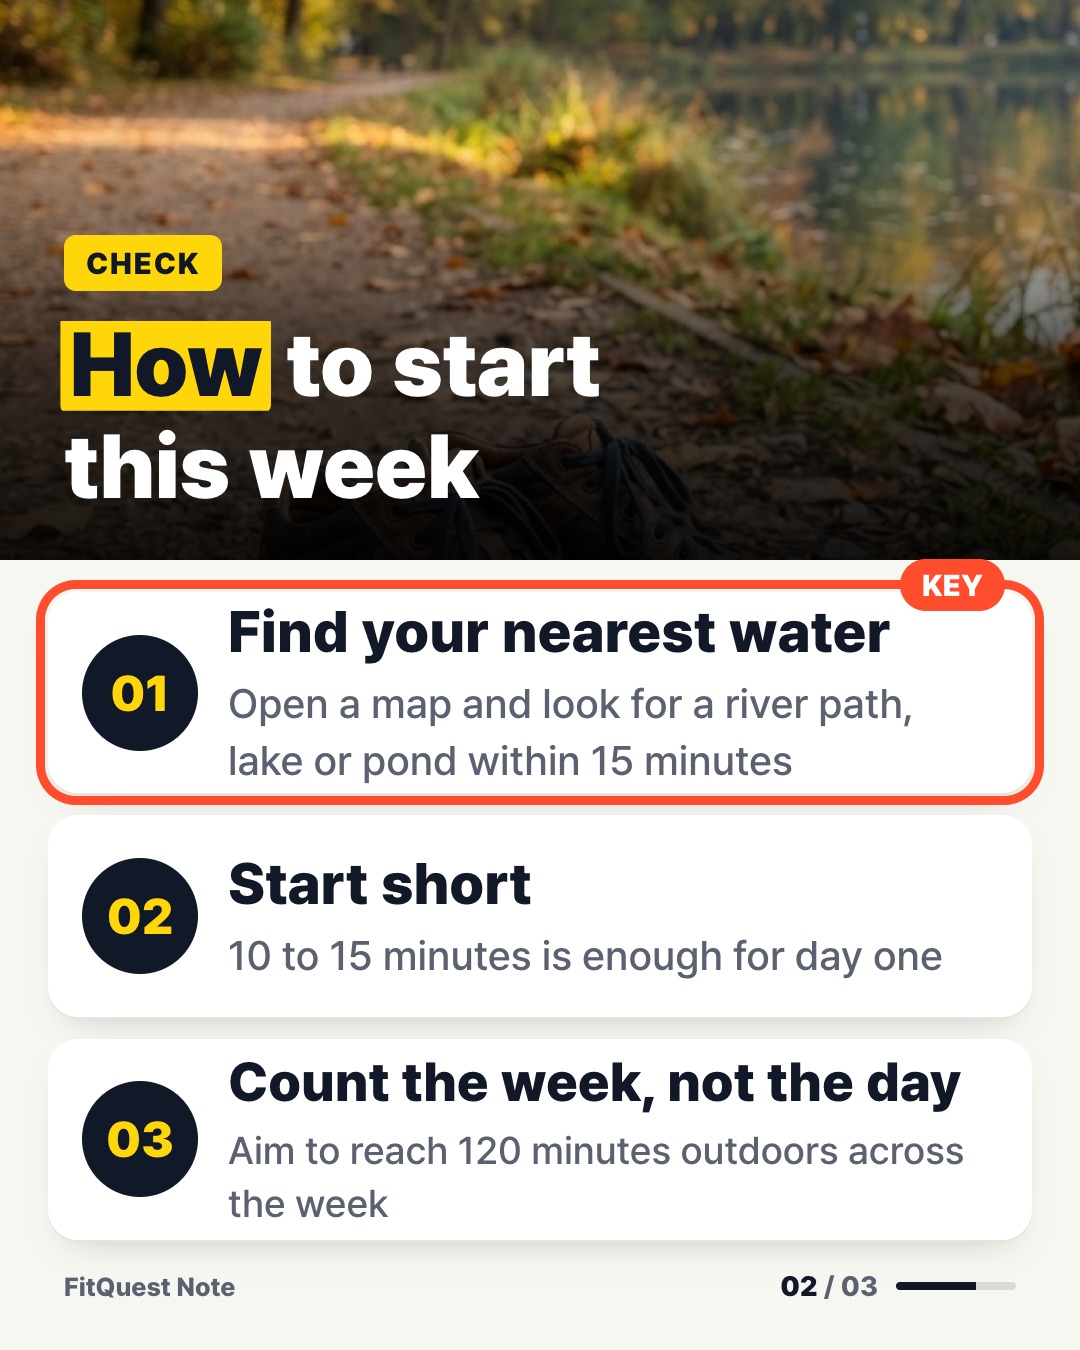 CHECK
How to start
this week
KEY
01
Find your nearest water
Open a map and look for a river path,
lake or pond within 15 minutes
02
Start short
10 to 15 minutes is enough for day one
03
Count the week, not the day
Aim to reach 120 minutes outdoors across
the week
FitQuest Note
02 / 03